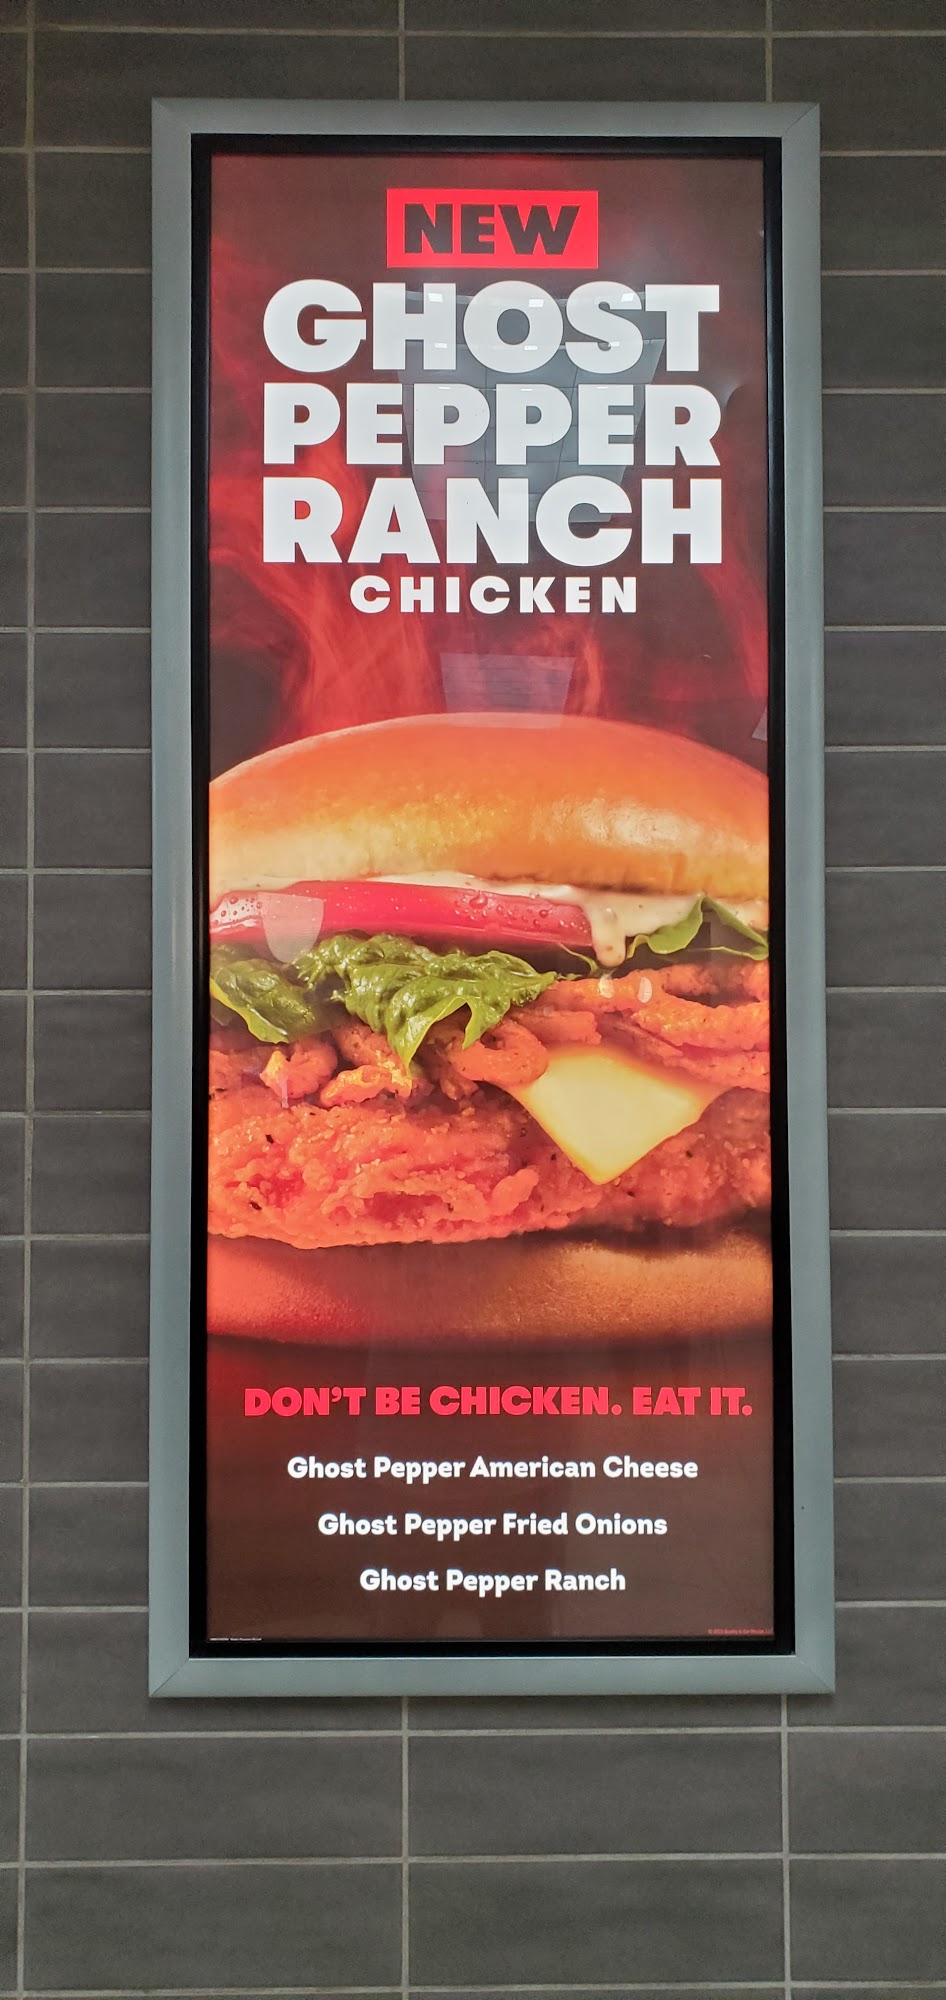 NEW
GHOST
PEPPER
RANCH
CHICKEN
DON'T BE CHICKEN. EAT IT.
Ghost Pepper American Cheese
Ghost Pepper Fried Onions
Ghost Pepper Ranch